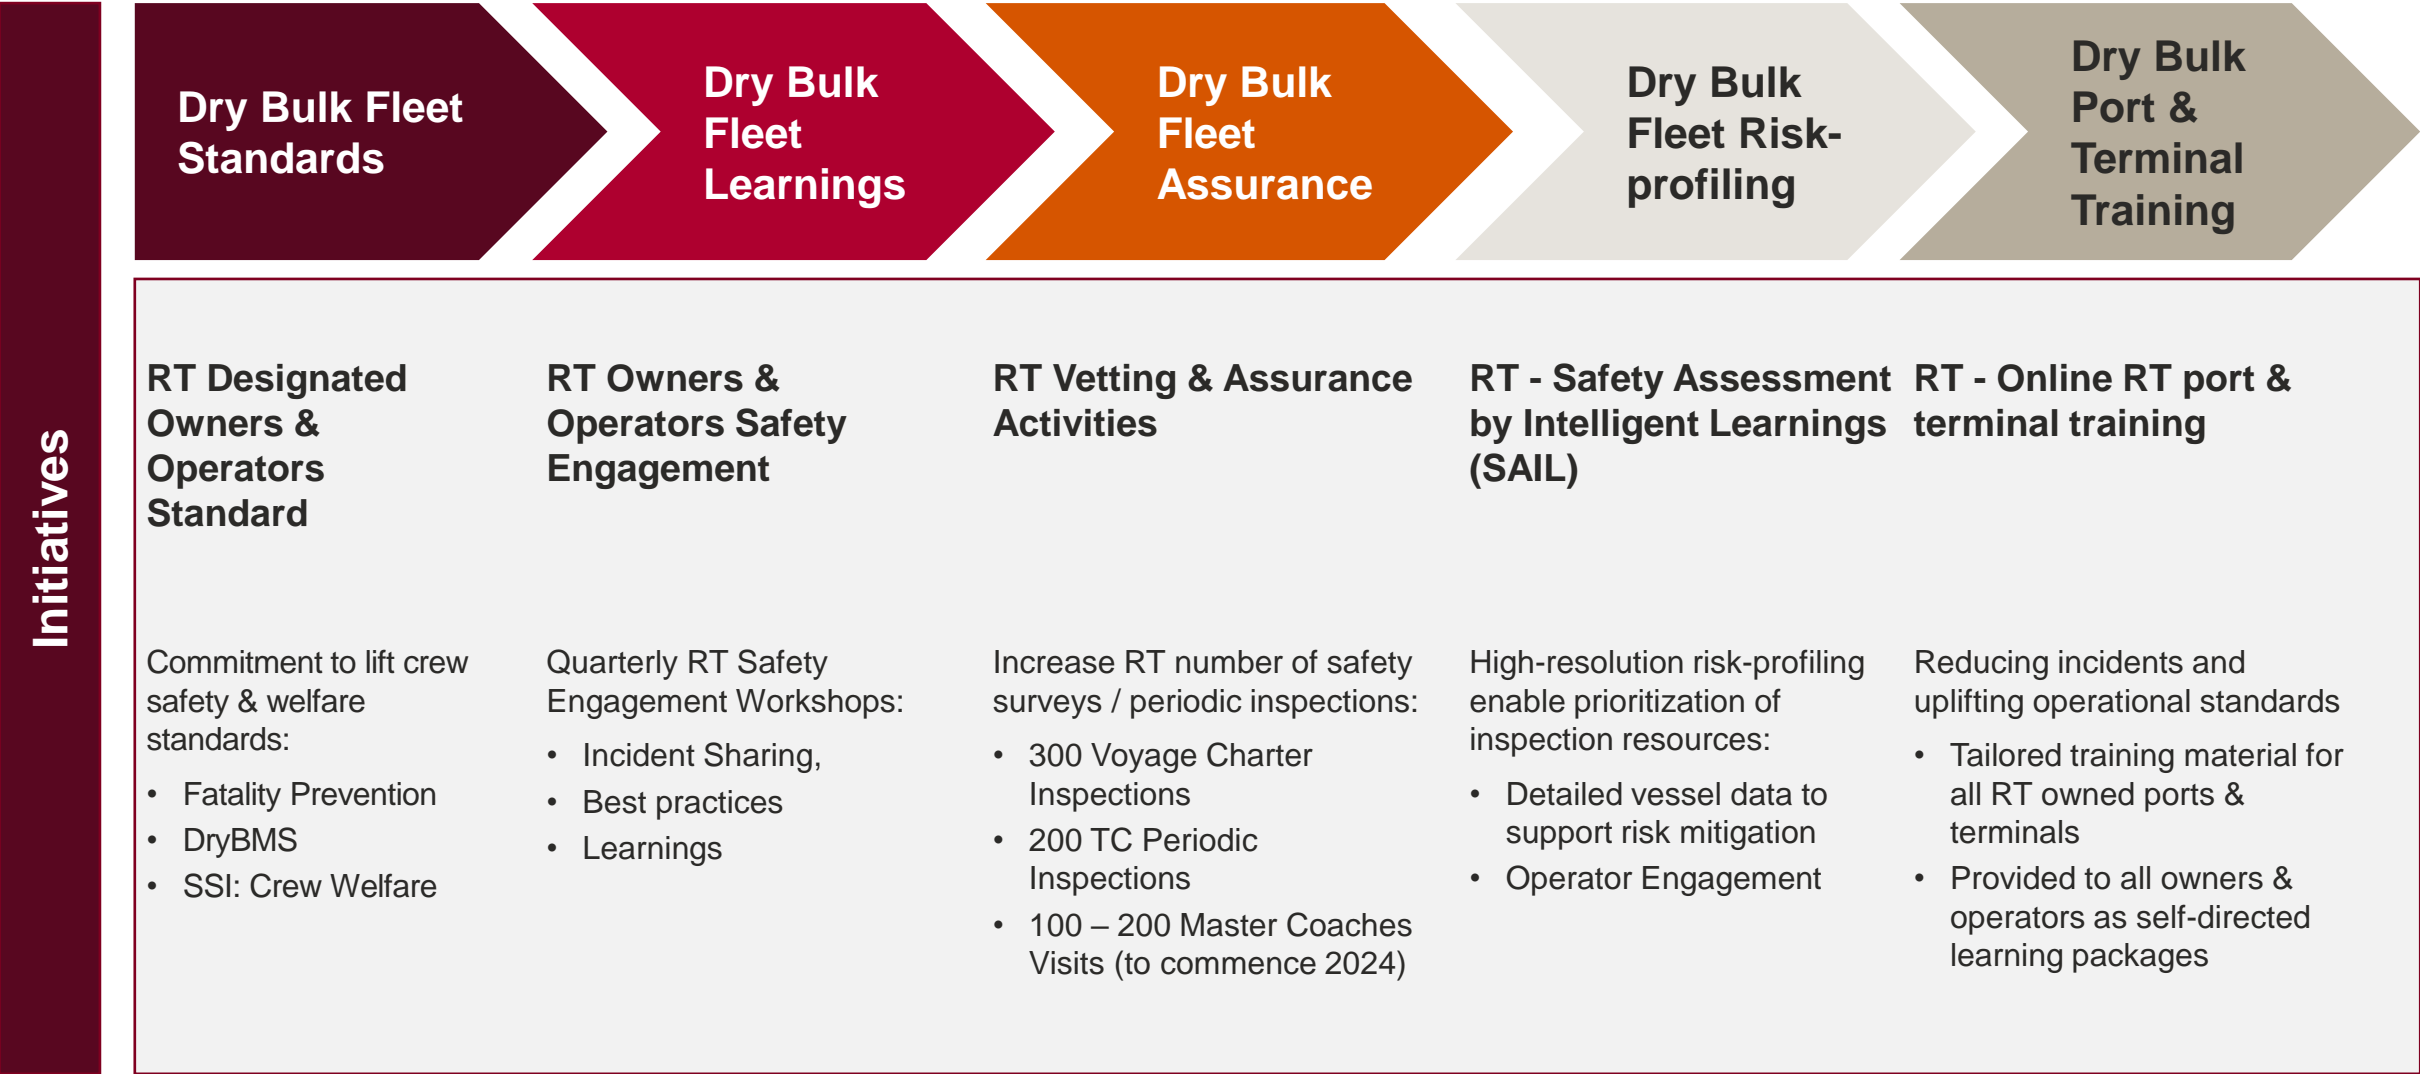 Initiatives
Dry Bulk Fleet
Standards
Dry Bulk
Fleet
Learnings
Dry Bulk
Fleet
Assurance
Dry Bulk
Fleet Risk-
profiling
Dry Bulk
Port &
Terminal
Training
RT Designated
Owners &
Operators
Standard
Commitment to lift crew
safety & welfare
standards:
• Fatality Prevention
• DryBMS
• SSI: Crew Welfare
RT Owners &
Operators Safety
Engagement
Quarterly RT Safety
Engagement Workshops:
• Incident Sharing,
• Best practices
• Learnings
RT Vetting & Assurance
Activities
Increase RT number of safety
surveys / periodic inspections:
• 300 Voyage Charter
Inspections
• 200 TC Periodic
Inspections
• 100 – 200 Master Coaches
Visits (to commence 2024)
RT - Safety Assessment
by Intelligent Learnings
(SAIL)
High-resolution risk-profiling
enable prioritization of
inspection resources:
• Detailed vessel data to
support risk mitigation
• Operator Engagement
RT - Online RT port &
terminal training
Reducing incidents and
uplifting operational standards
• Tailored training material for
all RT owned ports &
terminals
• Provided to all owners &
operators as self-directed
learning packages